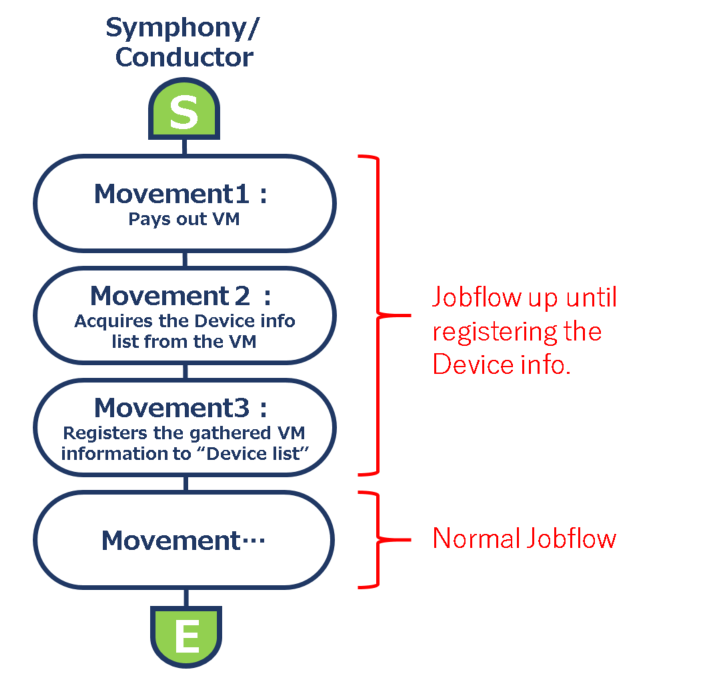 Symphony/
Conductor
S
Movement1：
Pays out VM
Movement 2 ：
Acquires the Device info
list from the VM
Movement3：
Registers the gathered VM
information to “Device list”
Movement…
E
Jobflow up until
registering the
Device info.
Normal Jobflow